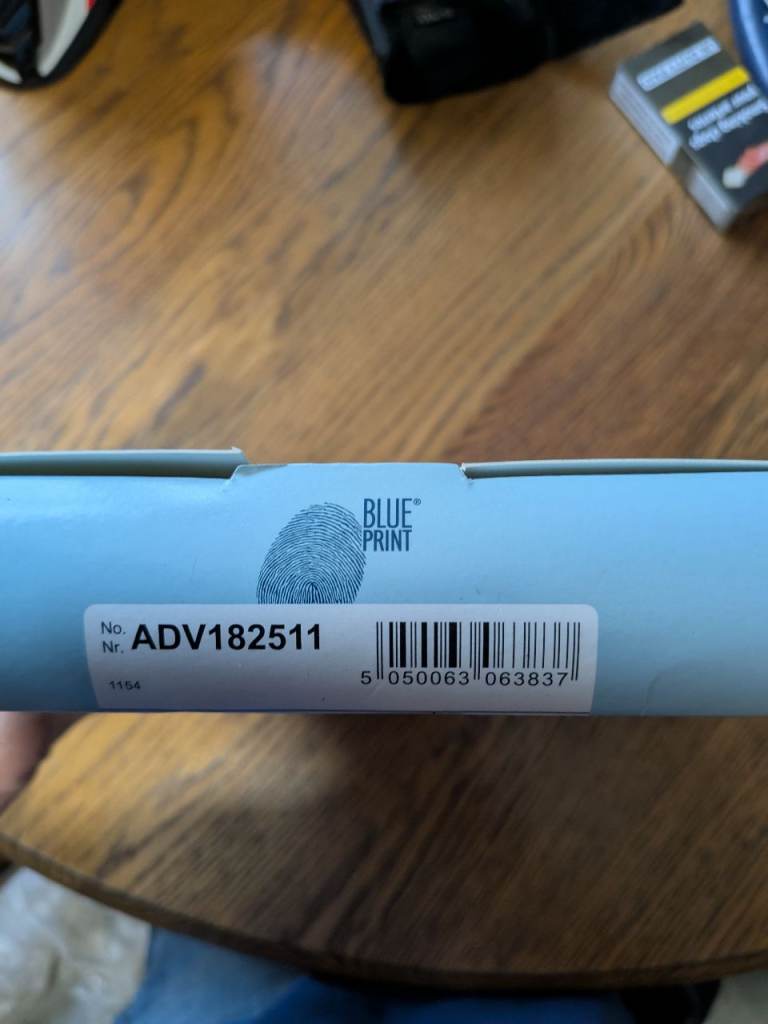 BLUE®
PRINT
No.
Nr. ADV182511
1154
5 050063 063837